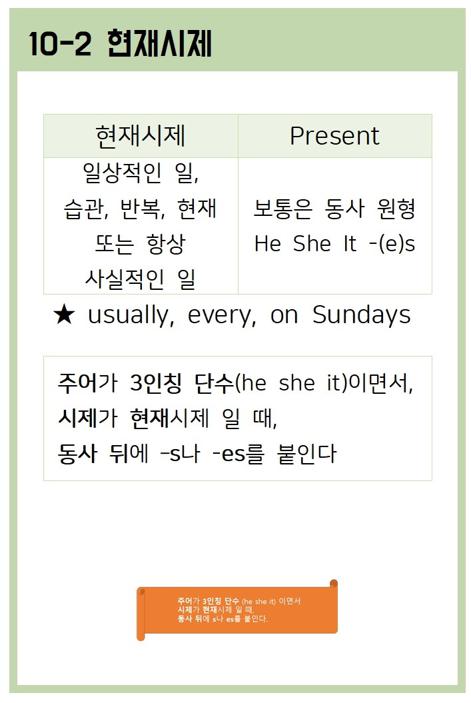 10-2 현재시제
현재시제 Present
일상적인 일,
습관, 반복, 현재
또는 항상
사실적인 일
보통은 동사 원형
He She It -(e)s
★ usually, every, on Sundays
주어가 3인칭 단수(he she it)이면서,
시제가 현재시제 일 때,
동사 뒤에 -s나 -es를 붙인다
주어가 3인칭 단수 (he she it) 이면서
시제가 현재시제 일 때,
동사 뒤에 s나 es를 붙인다.